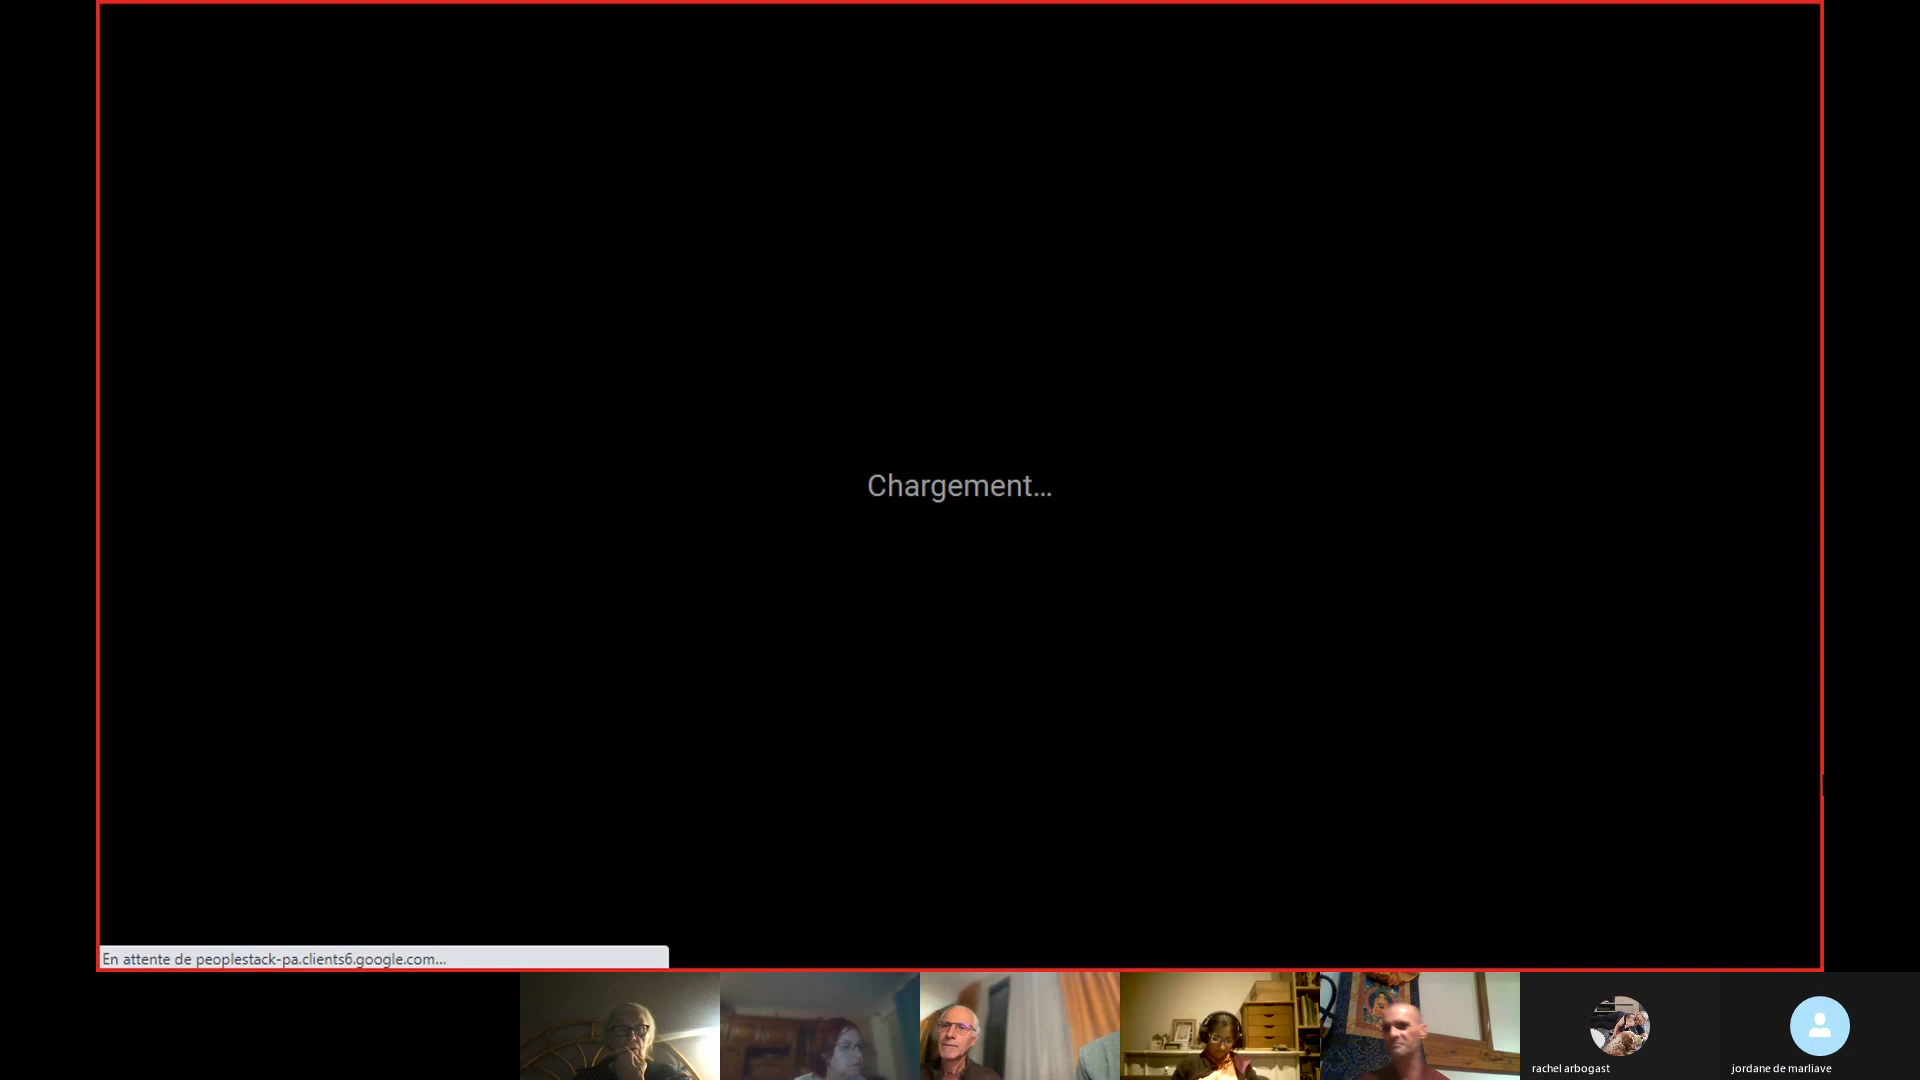 Chargement...
En attente de peoplestack-pa.clients6.google.com...
rachel arbogast
jordane de marliave